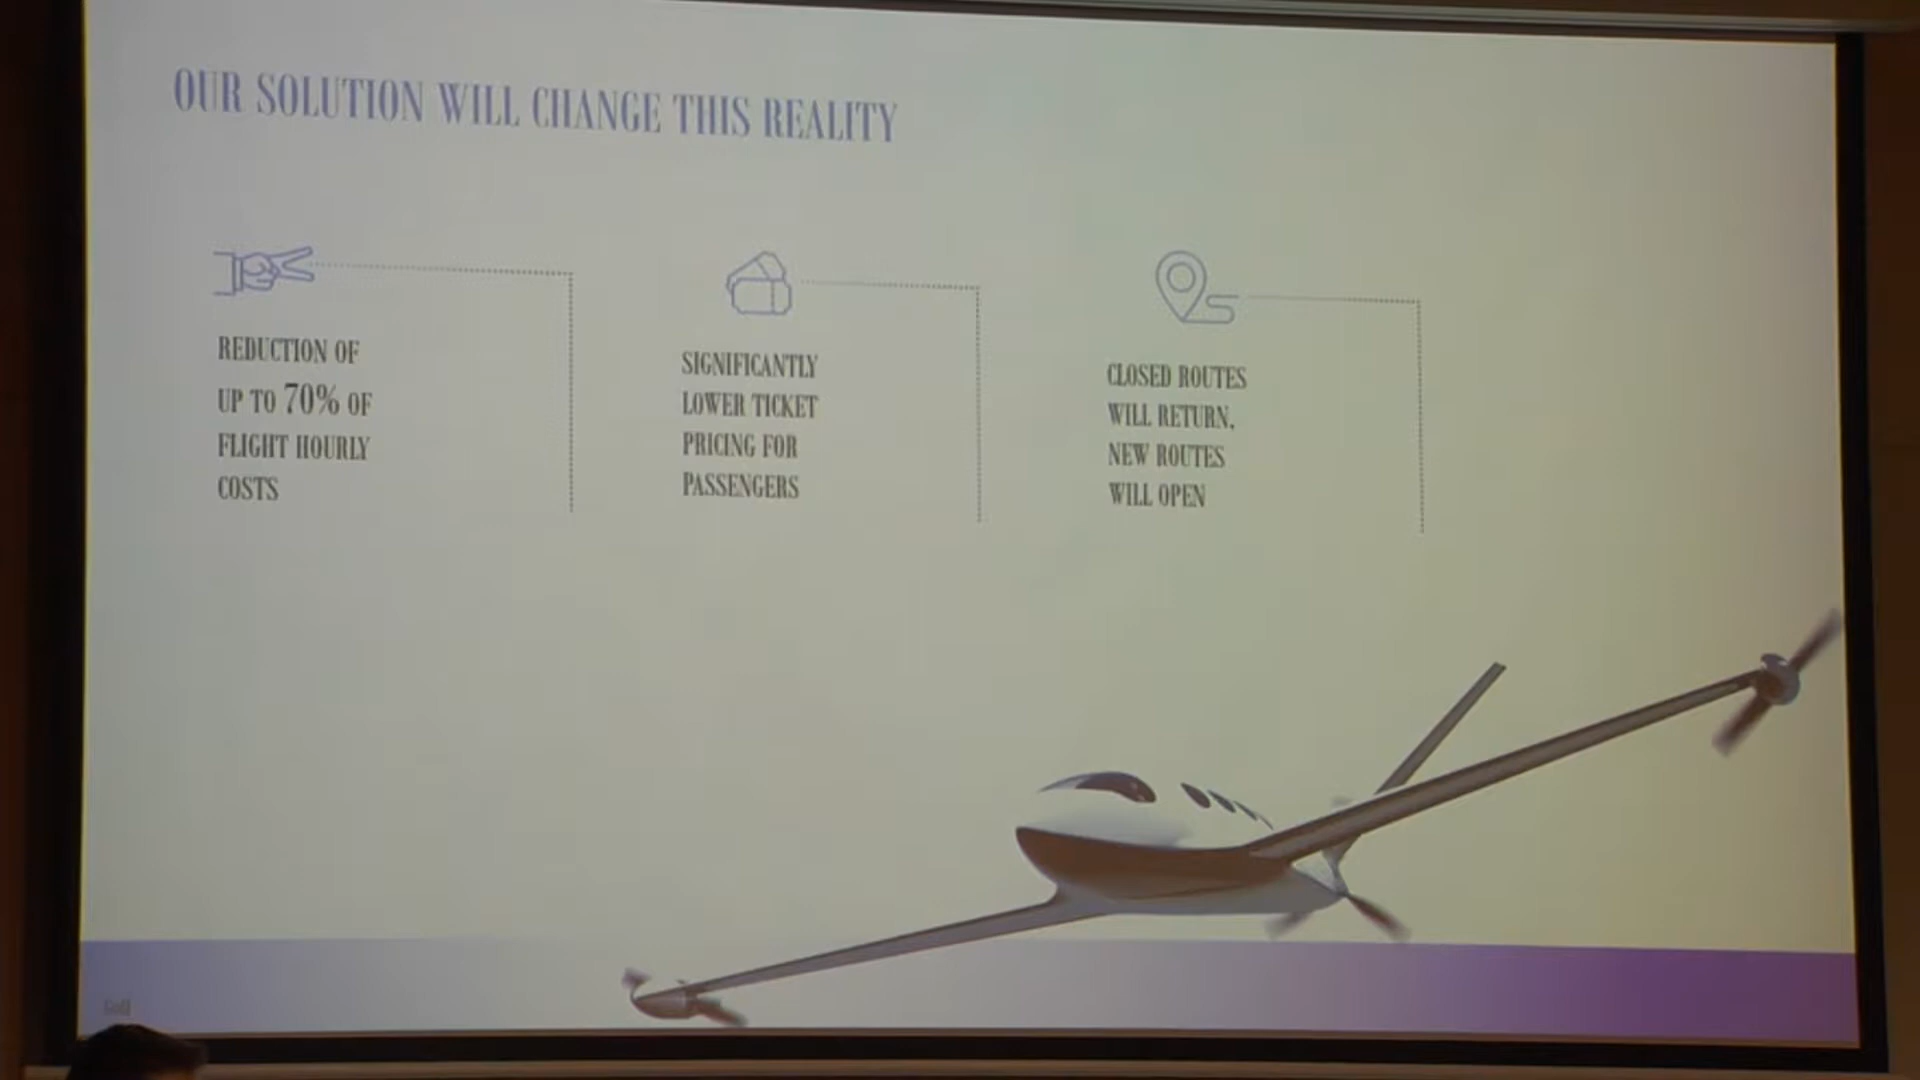 OUR SOLUTION WILL CHANGE THIS REALITY
REDUCTION OF
UP TO 70% OF
FLIGHT HOURLY
COSTS
SIGNIFICANTLY
LOWER TICKET
PRICING FOR
PASSENGERS
CLOSED ROUTES
WILL RETURN,
NEW ROUTES
WILL OPEN